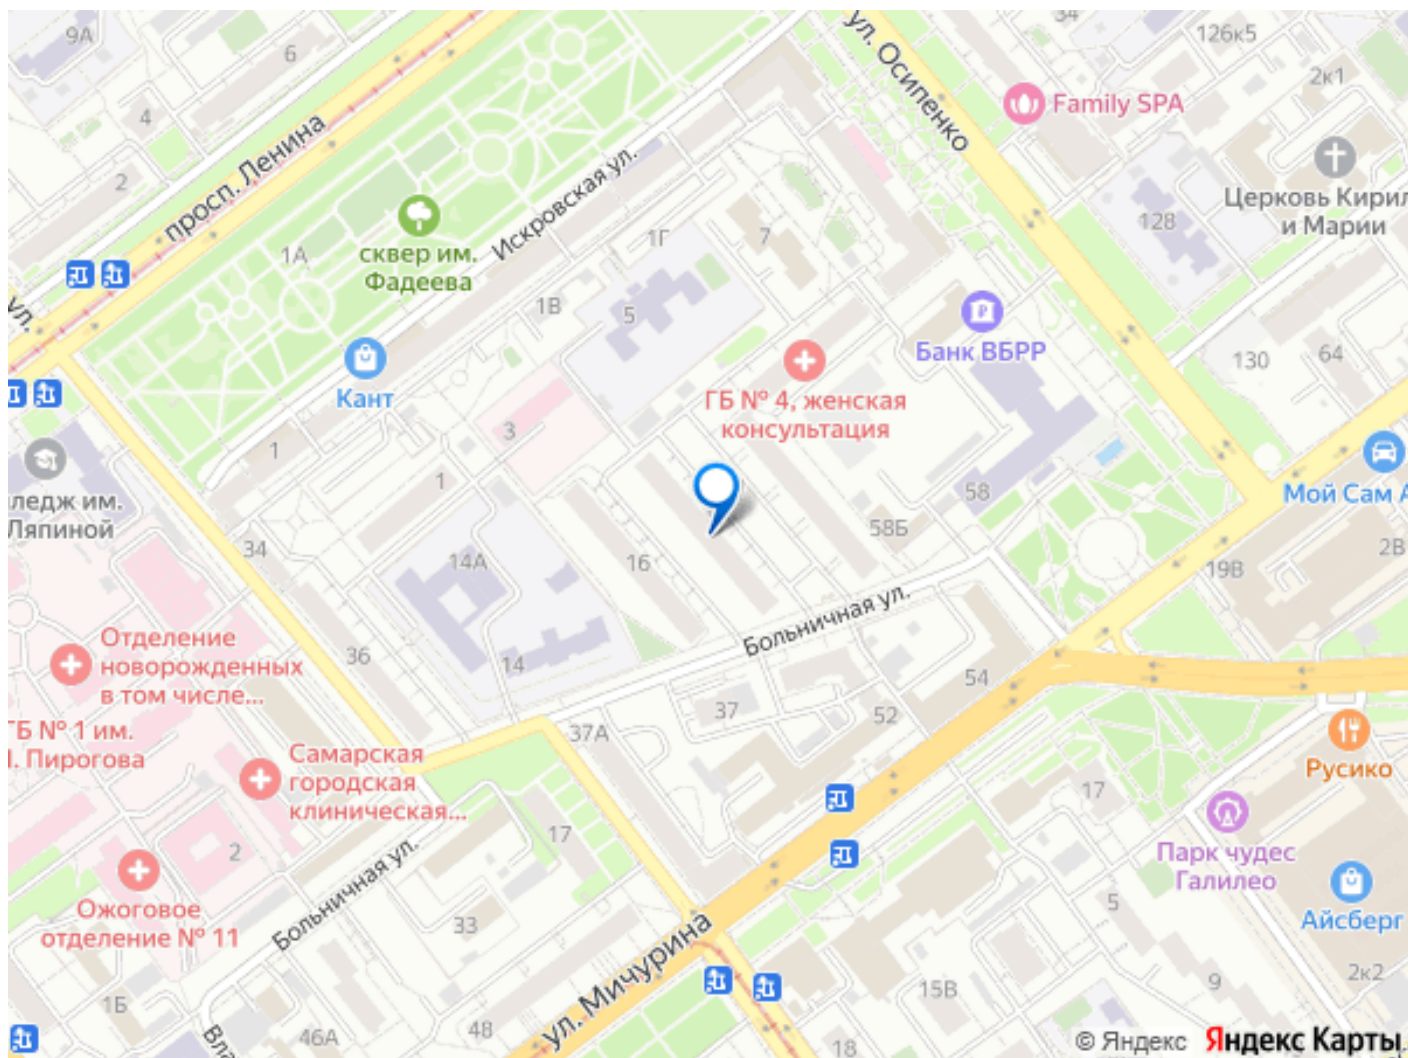 9А
6
34
126к5
2к1
ул. Осипенко
Family SPA
4
просп. Ленина
2
Церковь Кирил
и Марии
128
Искровская ул.
1Г
7
сквер им.
Фадеева
1А
1В
5
ул.
Банк ВБРР
130
64
Кант
ГБ № 4, женская
консультация
3
1
1
Мой Сам А
ледж им.
Ляпиной
58
58Б
34
14А
16
2В
19В
Больничная ул.
Отделение
новорожденных
в том числе...
36
14
54
37
52
37А
ГБ № 1 им.
. Пирогова
Самарская
городская
клиническая...
Русико
17
17
2
Парк чудес
Галилео
Больничная ул.
Ожоговое
отделение № 11
33
5
Айсберг
ул. Мичурина
15В
9
2к2
1Б
46А
48
18
Вла
© Яндекс Яндекс Карты